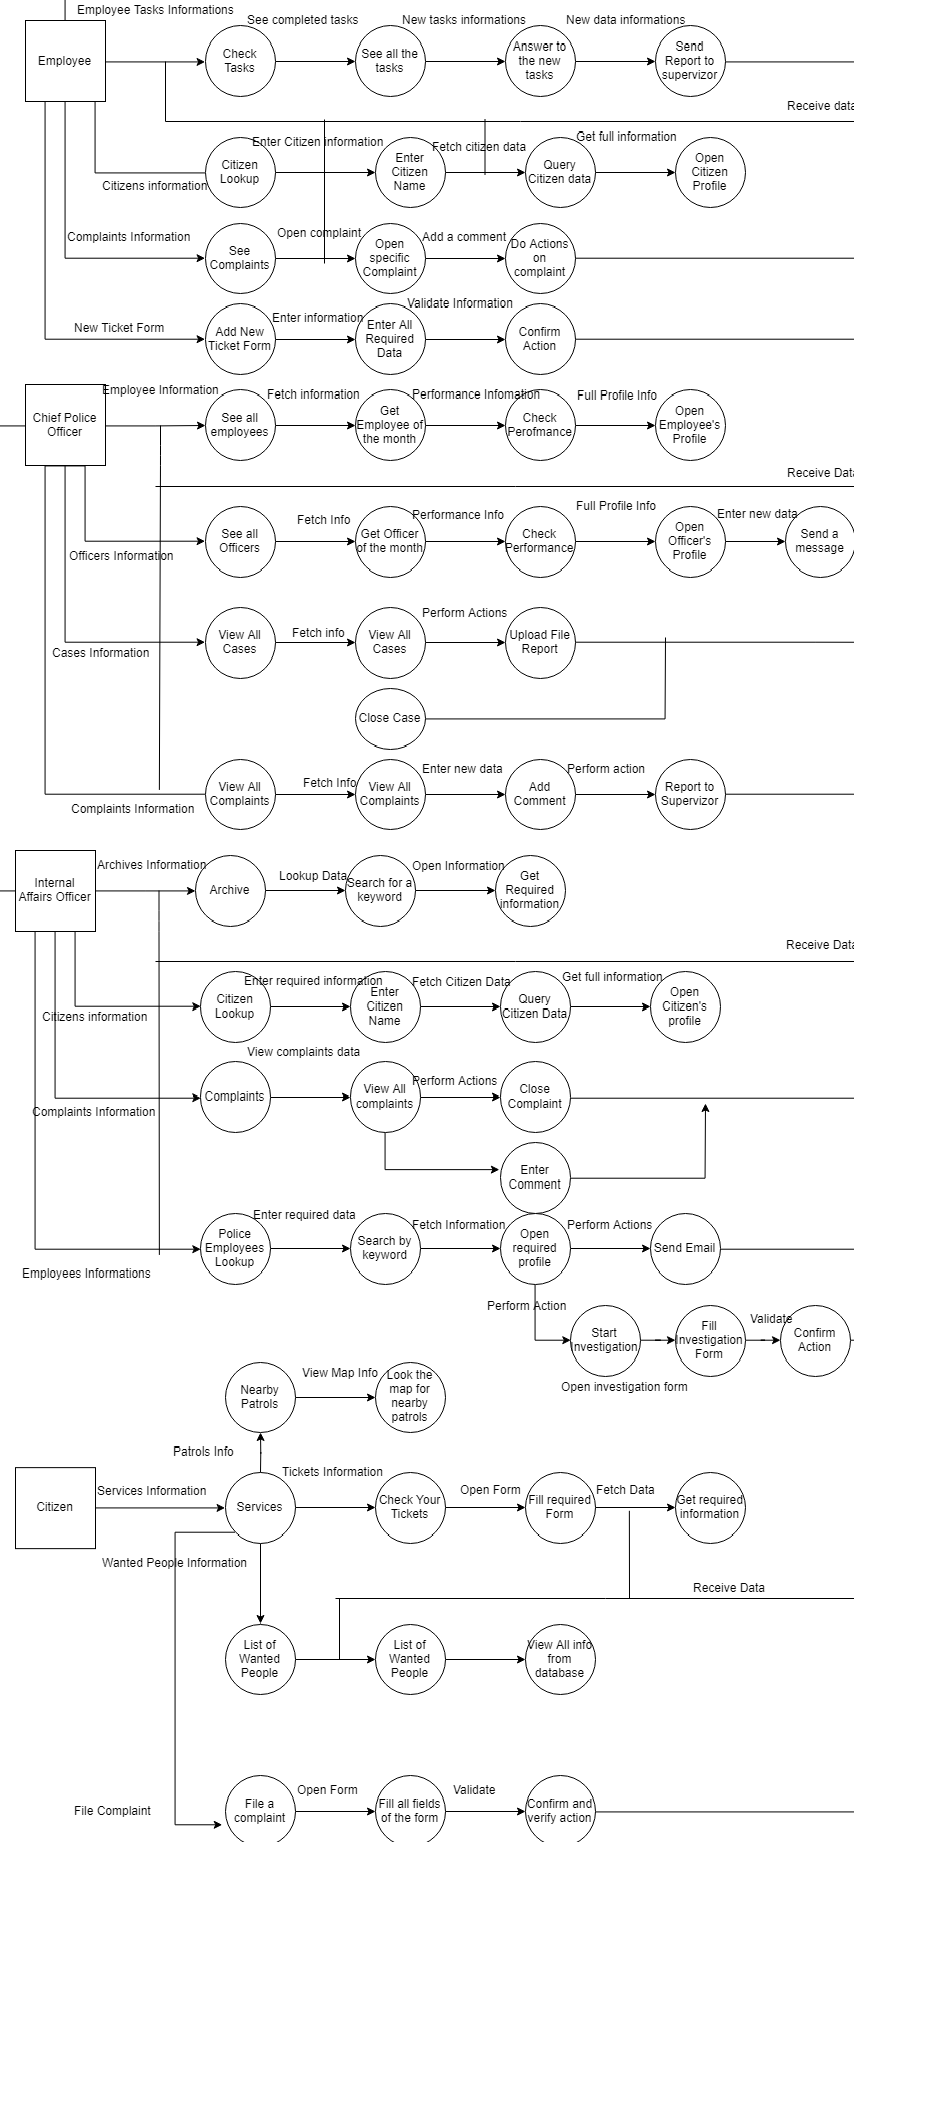 Employee Tasks Informations
See completed tasks
New tasks informations
New data informations
Employee
Check
Tasks
See all the
tasks
Answer to
the new
tasks
Send
Report to
supervizor
Receive data
Enter Citizen information
Fetch citizen data
Get full information
Citizen
Lookup
Enter
Citizen
Name
Query
Citizen data
Open
Citizen
Profile
Citizens information
Complaints Information
Open complaint
Add a comment
See
Complaints
Open
specific
Complaint
Do Actions
on
complaint
New Ticket Form
Enter information
Validate Information
Add New
Ticket Form
Enter All
Required
Data
Confirm
Action
Employee Information
Fetch information
Performance Infomation
Full Profile Info
Chief Police
Officer
See all
employees
Get
Employee of
the month
Check
Perofmance
Open
Employee's
Profile
Receive Data
Fetch Info
Performance Info
Full Profile Info
Enter new data
See all
Officers
Get Officer
of the month
Check
Performance
Open
Officer's
Profile
Send a
message
Officers Information
Perform Actions
Fetch info
View All
Cases
View All
Cases
Upload File
Report
Cases Information
Close Case
Fetch Info
Enter new data
Perform action
View All
Complaints
View All
Complaints
Add
Comment
Report to
Supervizor
Complaints Information
Archives Information
Lookup Data
Open Information
Internal
Affairs Officer
Archive
Search for a
keyword
Get
Required
information
Receive Data
Enter required information
Fetch Citizen Data
Get full information
Citizen
Lookup
Enter
Citizen
Name
Query
Citizen Data
Open
Citizen's
profile
Citizens information
View complaints data
Perform Actions
Complaints
View All
complaints
Close
Complaint
Complaints Information
Enter
Comment
Enter required data
Fetch Information
Perform Actions
Police
Employees
Lookup
Search by
keyword
Open
required
profile
Send Email
Employees Informations
Perform Action
Validate
Start
Investigation
Fill
Investigation
Form
Confirm
Action
Open investigation form
View Map Info
Nearby
Patrols
Look the
map for
nearby
patrols
Patrols Info
Services Information
Tickets Information
Open Form
Fetch Data
Citizen
Services
Check Your
Tickets
Fill required
Form
Get required
information
Wanted People Information
Receive Data
List of
Wanted
People
List of
Wanted
People
View All info
from
database
Open Form
Validate
File Complaint
File a
complaint
Fill all fields
of the form
Confirm and
verify action